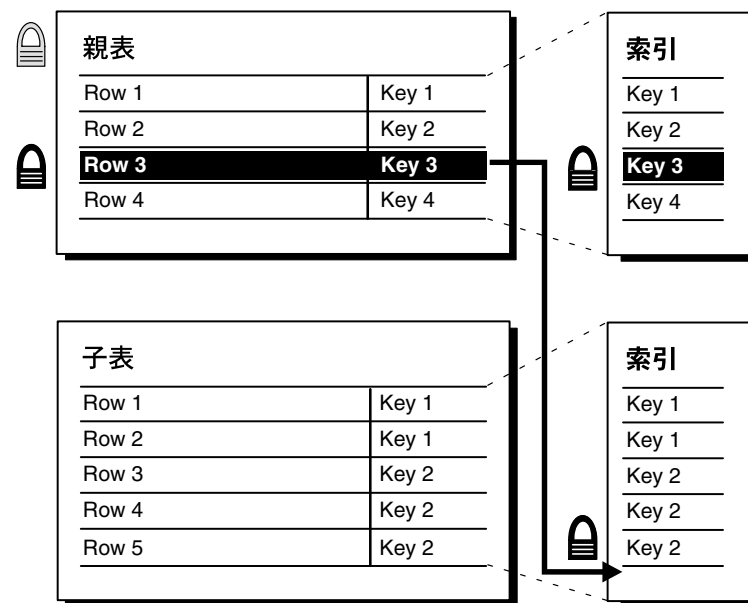 親表
Row 1 Key 1
Row 2 Key 2
Row 3 Key 3
Row 4 Key 4
索引
Key 1
Key 2
Key 3
Key 4
子表
Row 1 Key 1
Row 2 Key 1
Row 3 Key 2
Row 4 Key 2
Row 5 Key 2
索引
Key 1
Key 1
Key 2
Key 2
Key 2